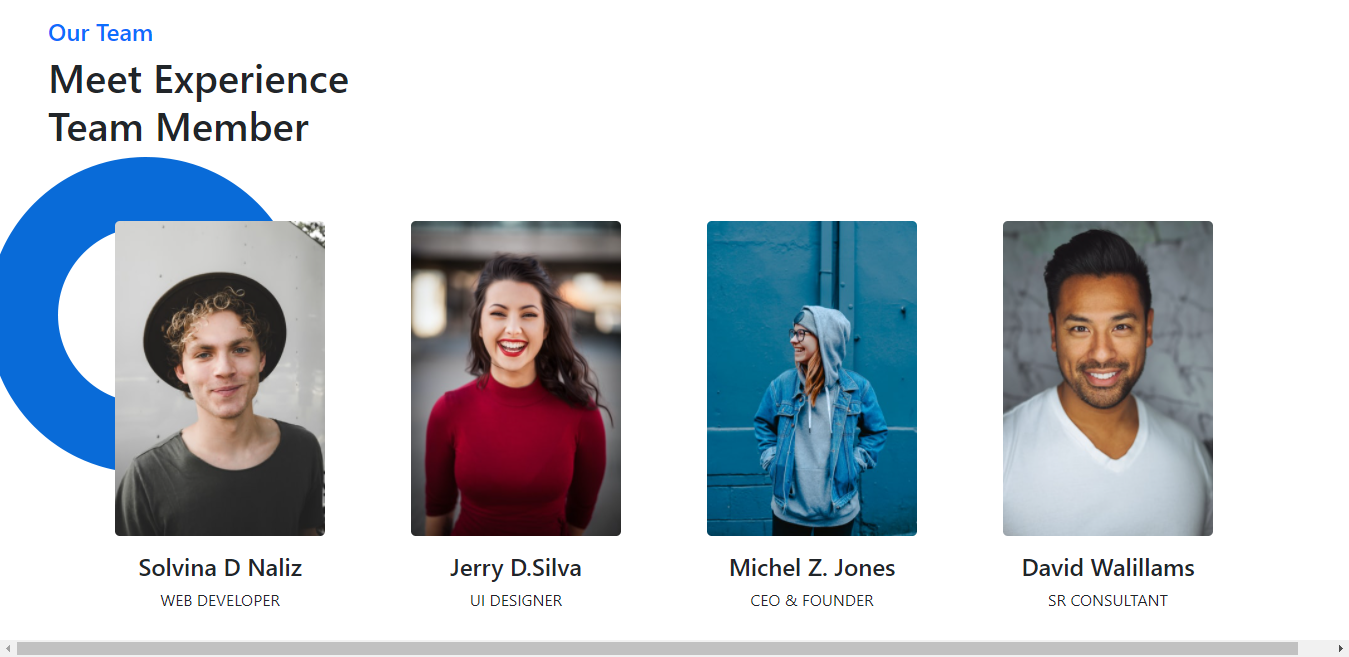 Our Team
Meet Experience
Team Member
Solvina D Naliz
Jerry D.Silva
Michel Z. Jones
David Walillams
WEB DEVELOPER
UI DESIGNER
CEO & FOUNDER
SR CONSULTANT